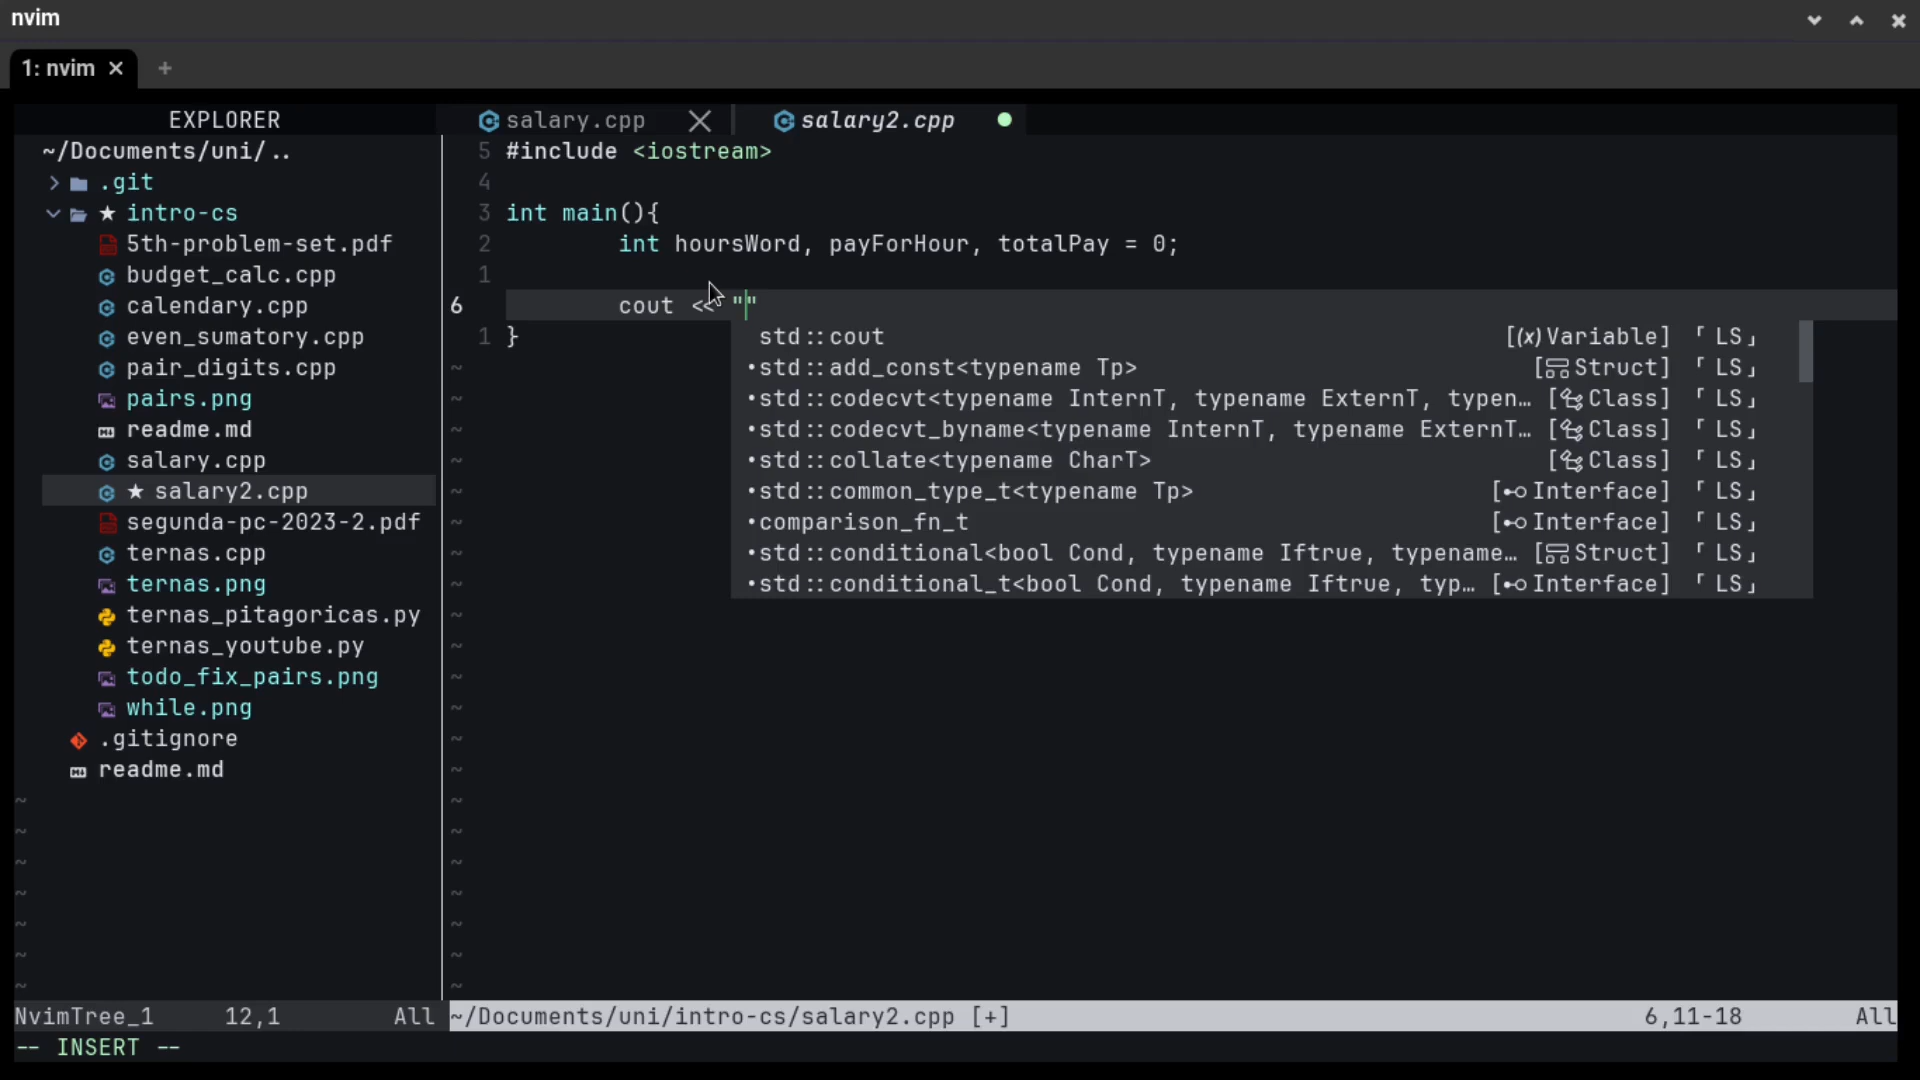 nvim
1: nvim × +
EXPLORER
~/Documents/uni/..
.git
★ intro-cs
5th-problem-set.pdf
budget_calc.cpp
calendary.cpp
even_sumatory.cpp
pair_digits.cpp
pairs.png
readme.md
salary.cpp
★ salary2.cpp
segunda-pc-2023-2.pdf
ternas.cpp
ternas.png
ternas_pitagoricas.py
ternas_youtube.py
todo_fix_pairs.png
while.png
.gitignore
readme.md
NvimTree_1 12,1 All
salary.cpp
salary2.cpp
5 #include <iostream>
4
3 int main(){
2 int hoursWord, payForHour, totalPay = 0;
1
6 cout << ""
1 }
std::cout [(x)Variable] 「 LS」
•std::add_const<typename Tp> [Struct] 「 LS」
•std::codecvt<typename InternT, typename ExternT, typen… [Class] 「 LS」
•std::codecvt_byname<typename InternT, typename ExternT… [Class] 「 LS」
•std::collate<typename CharT> [Class] 「 LS」
•std::common_type_t<typename Tp> [Interface] 「 LS」
•comparison_fn_t [Interface] 「 LS」
•std::conditional<bool Cond, typename Iftrue, typename… [Struct] 「 LS」
•std::conditional_t<bool Cond, typename Iftrue, typ… [Interface] 「 LS」
~/Documents/uni/intro-cs/salary2.cpp [+] 6,11-18 All
-- INSERT --